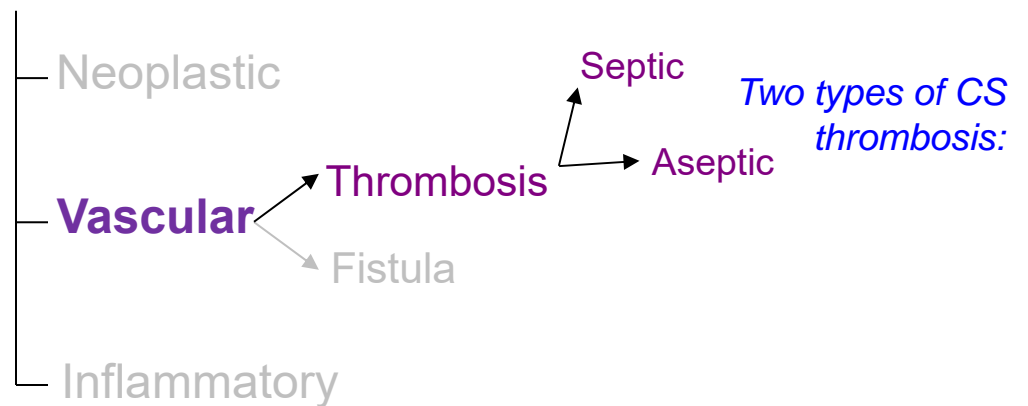 Neoplastic
Septic
Two types of CS
thrombosis:
Aseptic
Thrombosis
Vascular
Fistula
Inflammatory